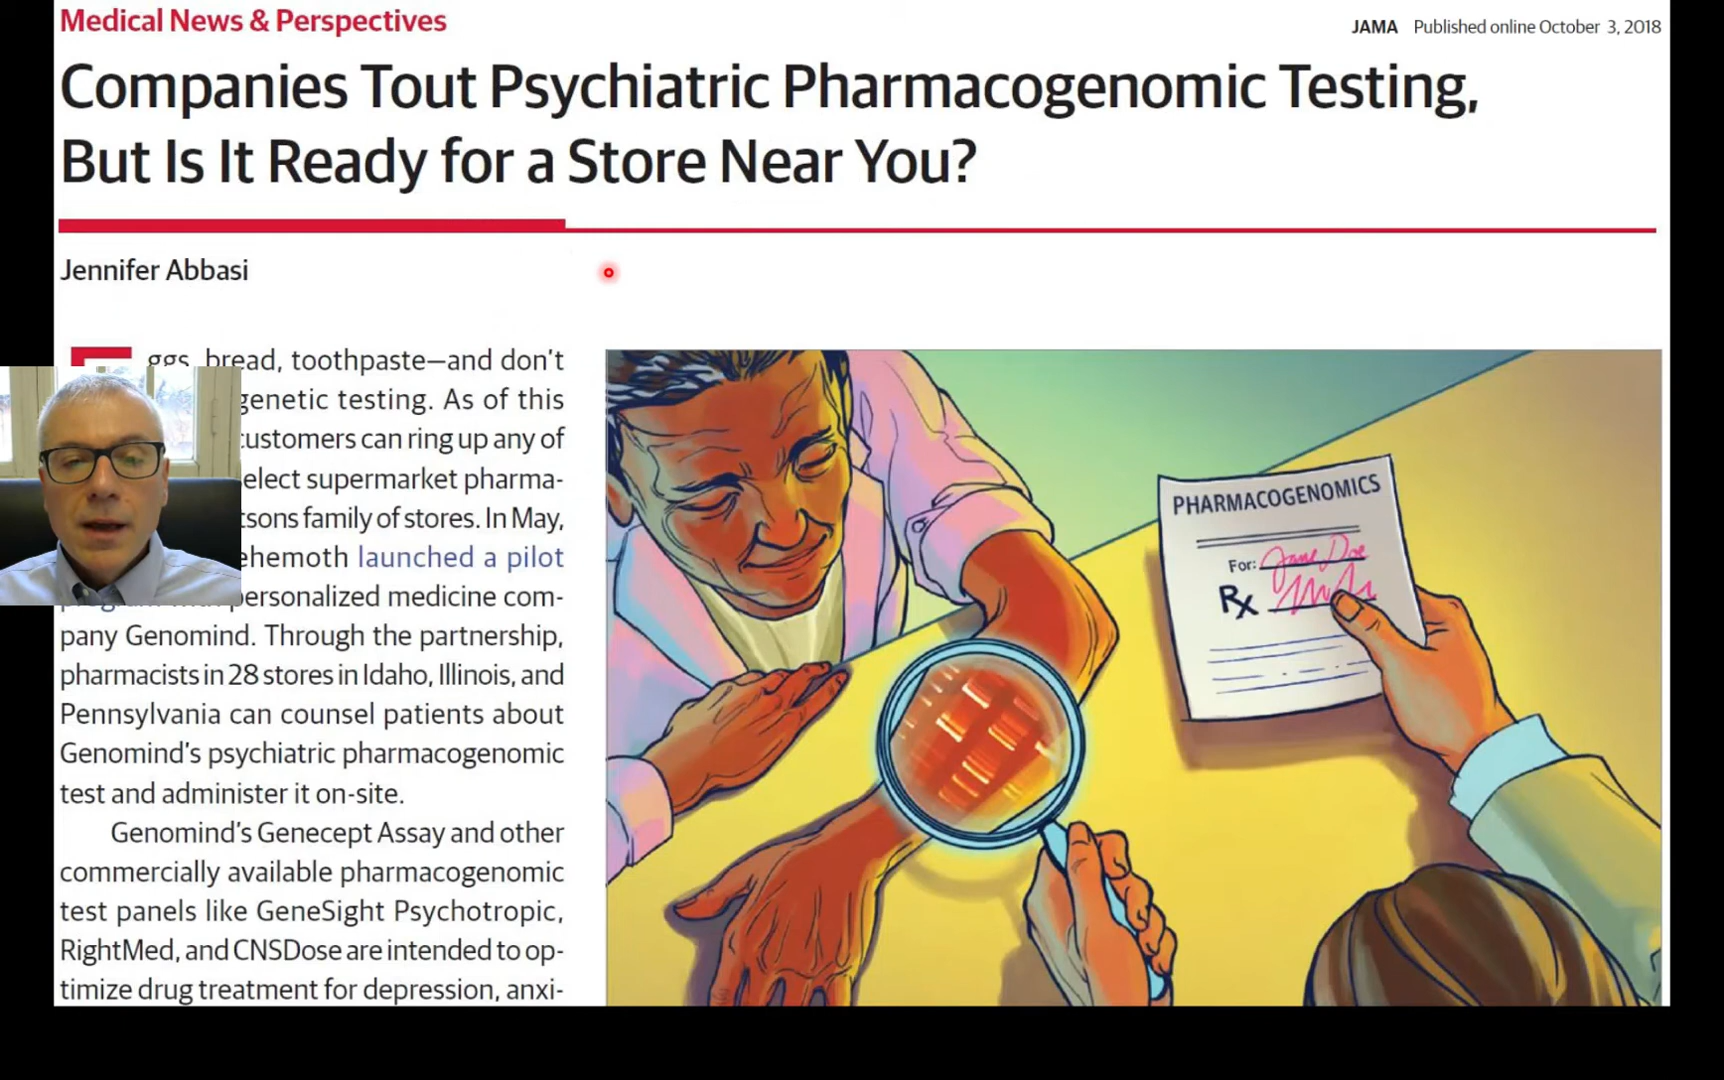 Medical News & Perspectives
JAMA Published online October 3, 2018
Companies Tout Psychiatric Pharmacogenomic Testing,
But Is It Ready for a Store Near You?
Jennifer Abbasi
ggs, bread, toothpaste—and don't
genetic testing. As of this
customers can ring up any of
elect supermarket pharma-
tsons family of stores. In May,
ehemoth launched a pilot
personalized medicine com-
pany Genomind. Through the partnership,
pharmacists in 28 stores in Idaho, Illinois, and
Pennsylvania can counsel patients about
Genomind's psychiatric pharmacogenomic
test and administer it on-site.
Genomind's Genecept Assay and other
commercially available pharmacogenomic
test panels like GeneSight Psychotropic,
RightMed, and CNSDose are intended to op-
timize drug treatment for depression, anxi-
PHARMACOGENOMICS
For: Jane Doe
Rx